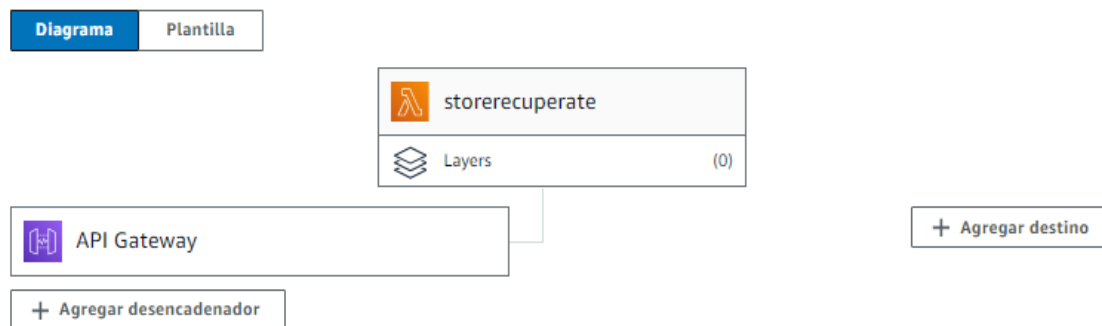 Diagrama Plantilla
storerecuperate
Layers (0)
API Gateway
+ Agregar destino
+ Agregar desencadenador